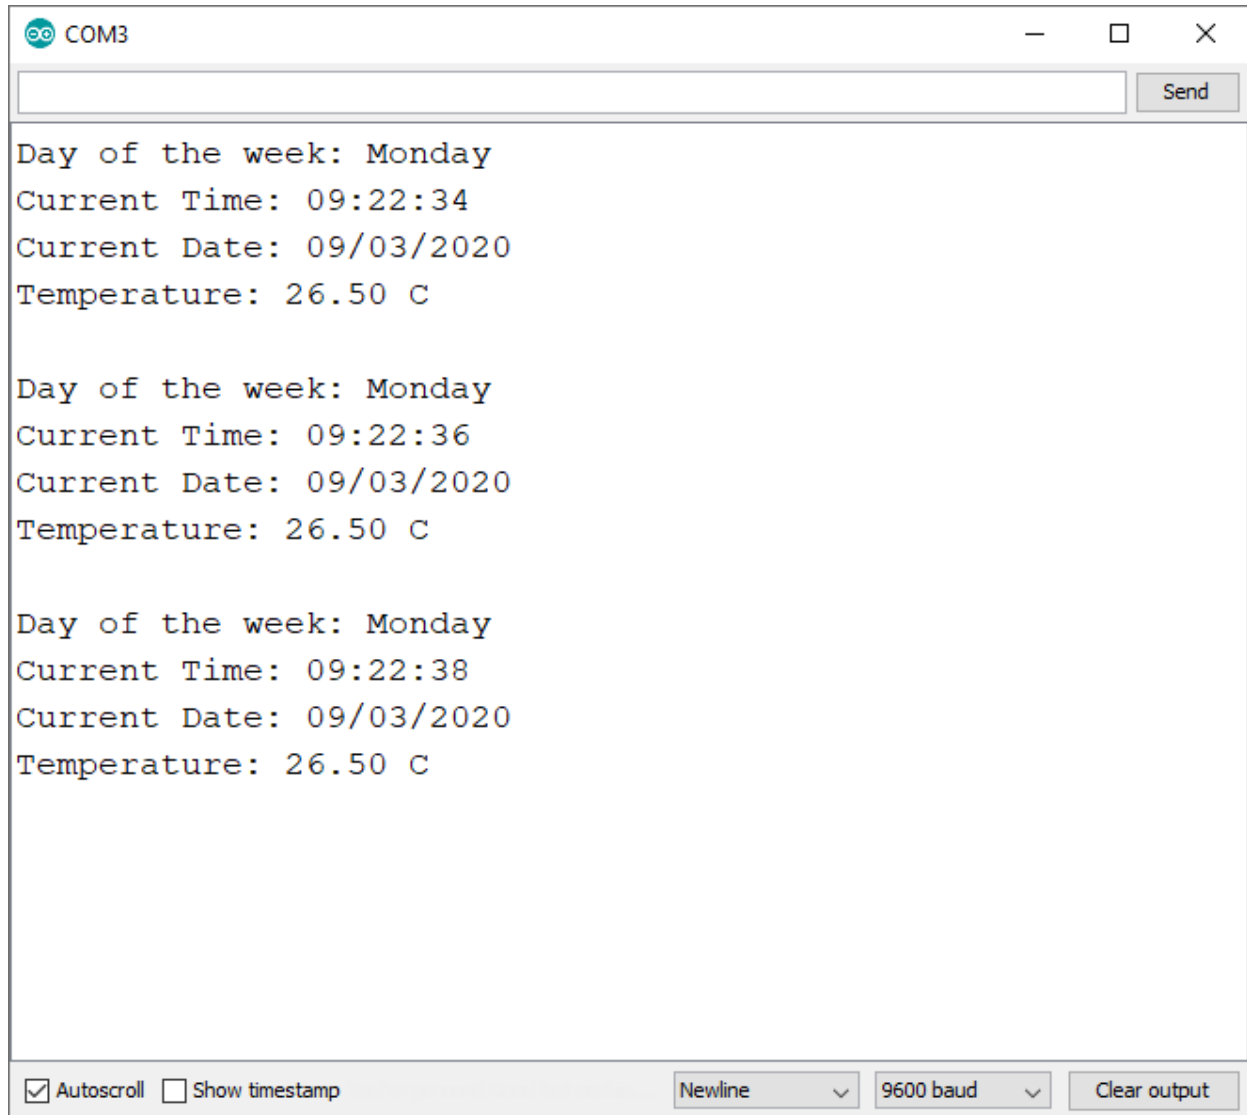 COM3
Send
Day of the week: Monday
Current Time: 09:22:34
Current Date: 09/03/2020
Temperature: 26.50 C
Day of the week: Monday
Current Time: 09:22:36
Current Date: 09/03/2020
Temperature: 26.50 C
Day of the week: Monday
Current Time: 09:22:38
Current Date: 09/03/2020
Temperature: 26.50 C
Autoscroll Show timestamp Newline 9600 baud Clear output